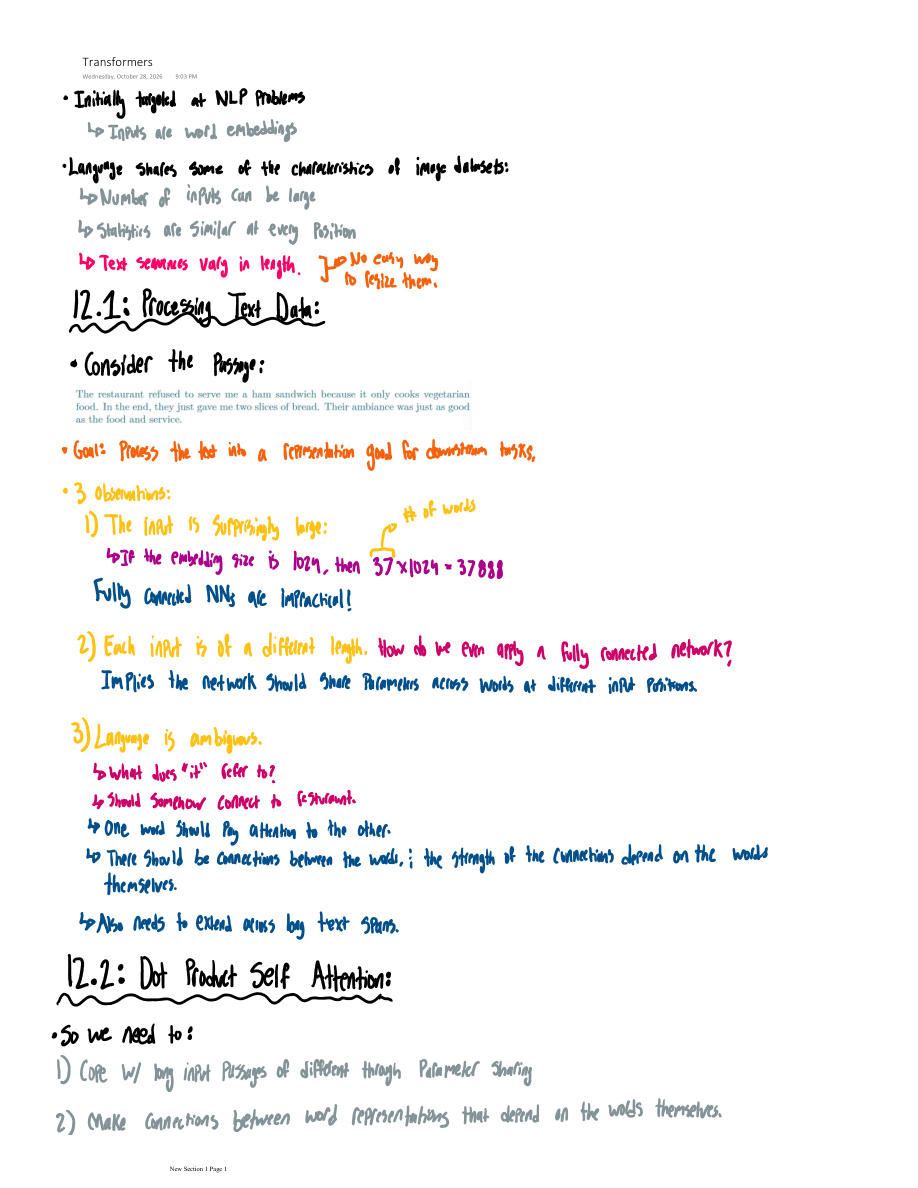 Transformers
Wednesday, October 28, 2026 9:03 PM
• Initially targeted at NLP Problems
↳ Inputs are word embeddings
• Language shares some of the characteristics of image datasets:
↳ Number of inputs can be large
↳ Statistics are similar at every Position
↳ Text sequences vary in length. } → No easy way
to resize them.
12.1: Processing Text Data:
• Consider the Passage:
The restaurant refused to serve me a ham sandwich because it only cooks vegetarian
food. In the end, they just gave me two slices of bread. Their ambiance was just as good
as the food and service.
• Goal: Process the text into a representation good for downstream tasks.
• 3 Observations:
# of words
1) The input is surprisingly large:
↳ If the embedding size is 1024, then 37 x 1024 = 37888
Fully connected NNs are impractical!
2) Each input is of a different length. How do we even apply a fully connected network?
Implies the network should share parameters across words at different input positions.
3) Language is ambiguous.
↳ What does "it" refer to?
↳ Should somehow connect to resturaunt.
↳ One word should pay attention to the other.
↳ There should be connections between the words, ; the strength of the connections depend on the words
themselves.
↳ Also needs to extend across long text spans.
12.2: Dot Product Self Attention:
• So we need to:
1) Cope w/ long input passages of different through Parameter Sharing
2) Make connections between word representations that depend on the words themselves.
New Section 1 Page 1